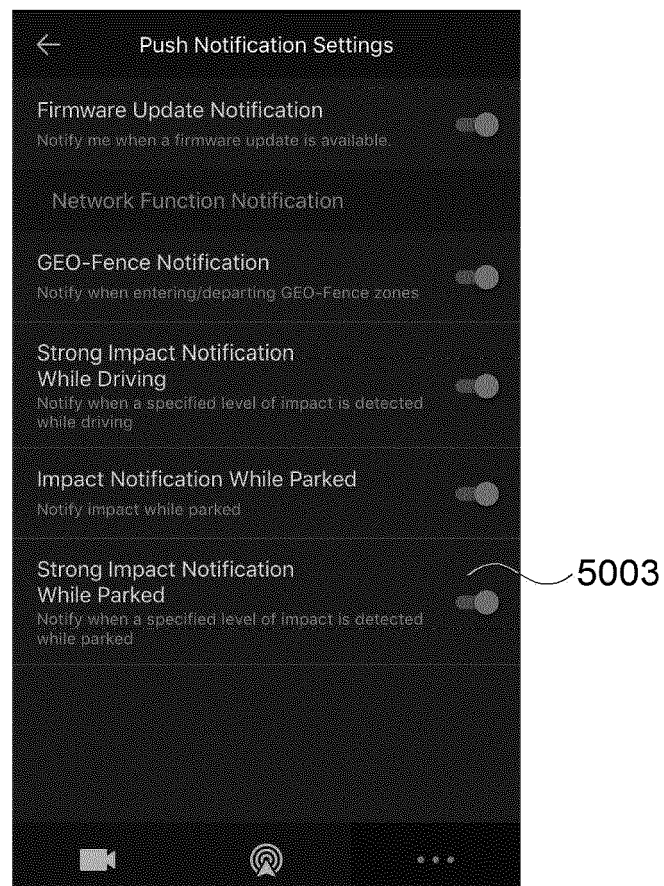 Push Notification Settings
Firmware Update Notification
Notify me when a firmware update is available.
Network Function Notification
GEO-Fence Notification
Notify when entering/departing GEO-Fence zones
Strong Impact Notification
While Driving
Notify when a specified level of impact is detected
while driving
Impact Notification While Parked
Notify impact while parked
Strong Impact Notification
While Parked
Notify when a specified level of impact is detected
while parked
5003